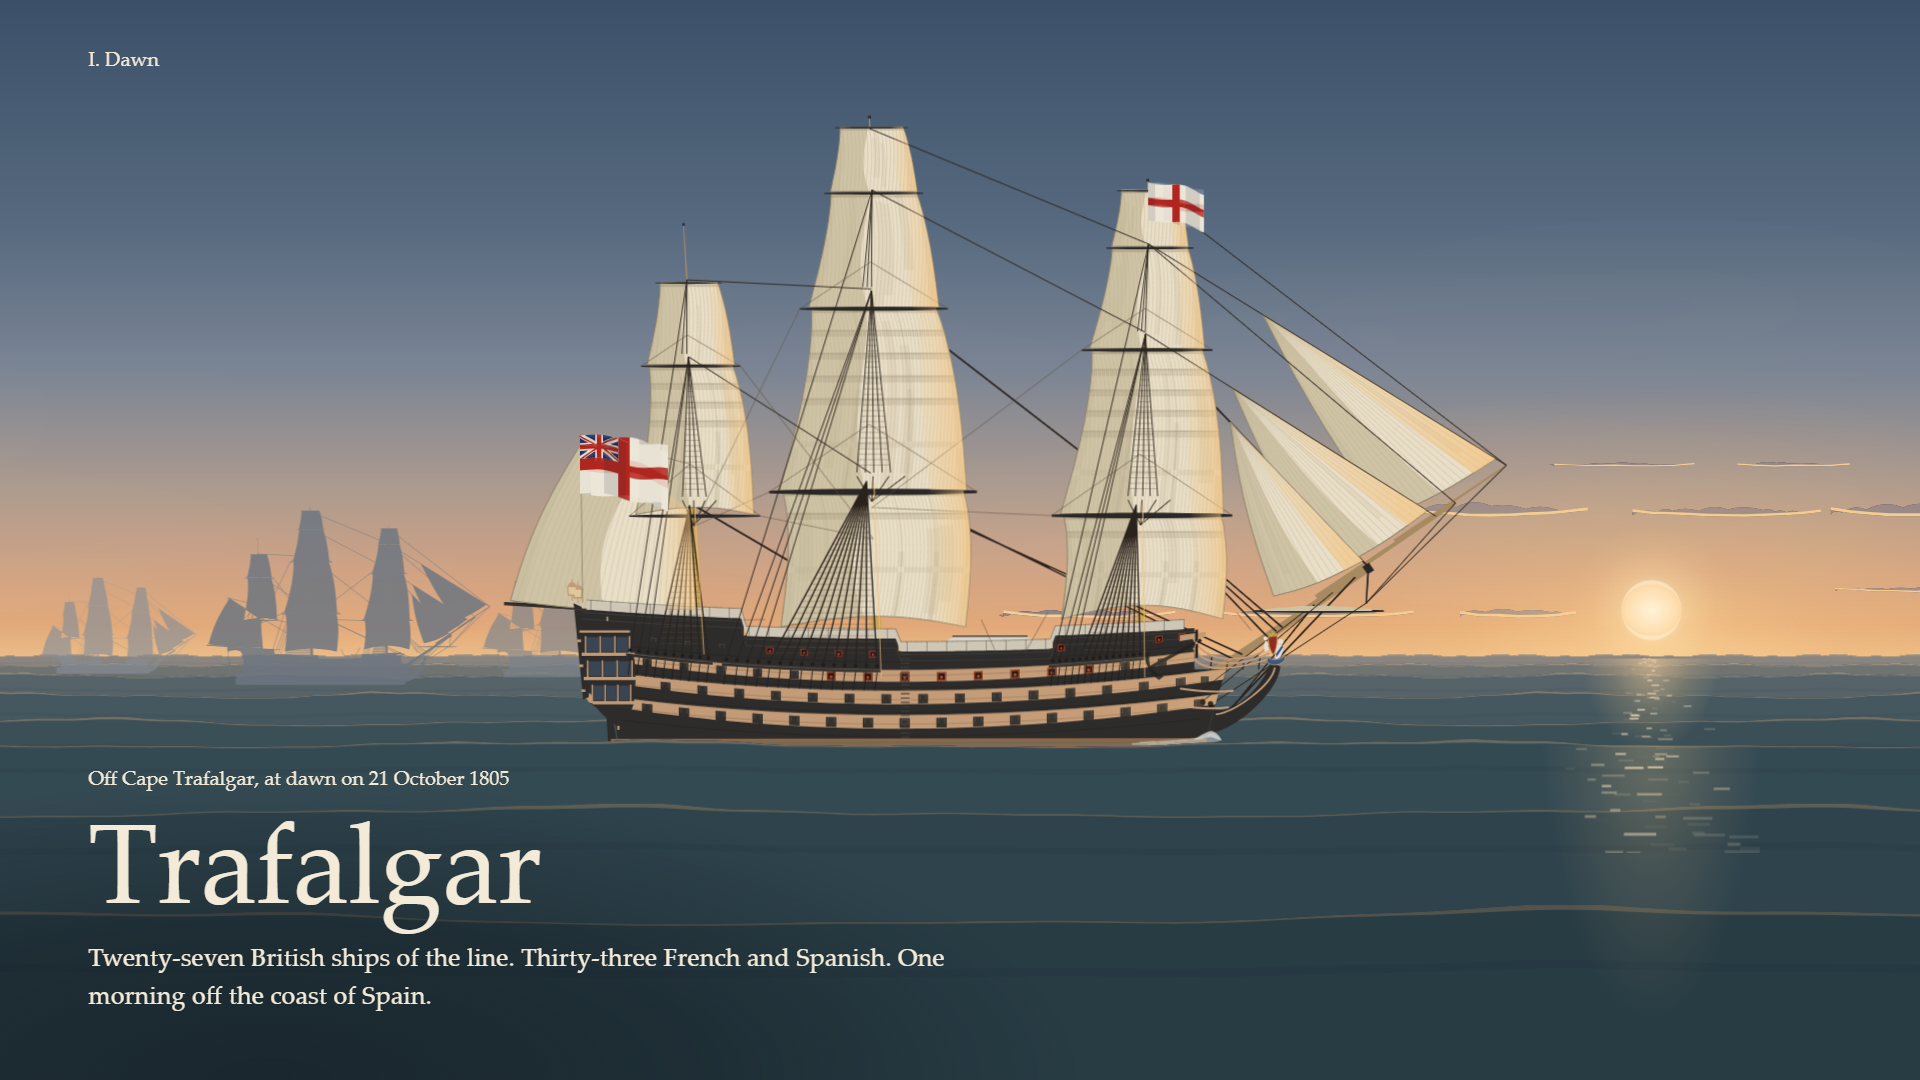 I. Dawn
Off Cape Trafalgar, at dawn on 21 October 1805
Trafalgar
Twenty-seven British ships of the line. Thirty-three French and Spanish. One
morning off the coast of Spain.